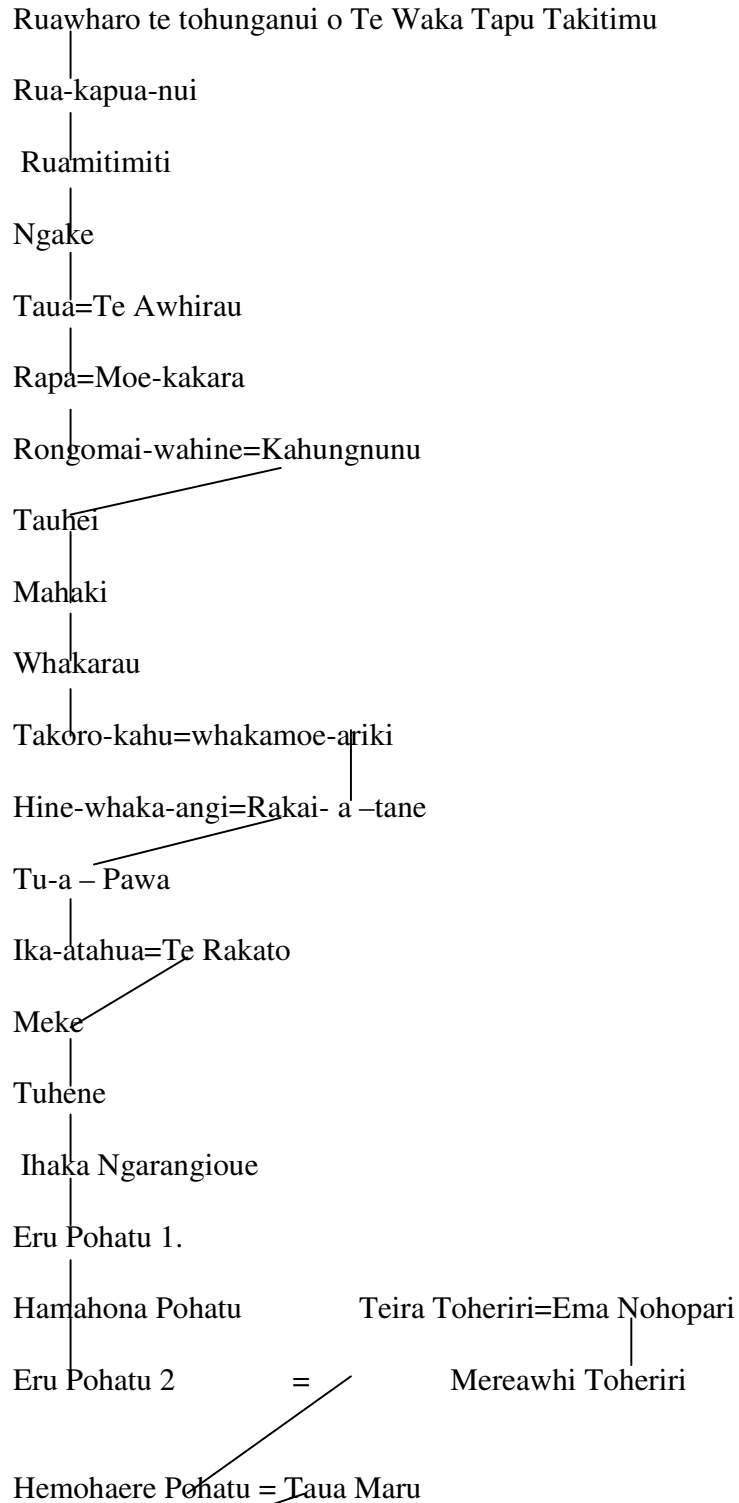 Ruawharo te tohunganui o Te Waka Tapu Takitimu
Rua-kapua-nui
Ruamitimiti
Ngake
Taua=Te Awhirau
Rapa=Moe-kakara
Rongomai-wahine=Kahungnunu
Tauhei
Mahaki
Whakarau
Takoro-kahu=whakamoe-ariki
Hine-whaka-angi=Rakai- a –tane
Tu-a – Pawa
Ika-atahua=Te Rakato
Meke
Tuhene
Ihaka Ngarangioue
Eru Pohatu 1.
Hamahona Pohatu Teira Toheriri=Ema Nohopari
Eru Pohatu 2 = Mereawhi Toheriri
Hemohaere Pohatu = Taua Maru